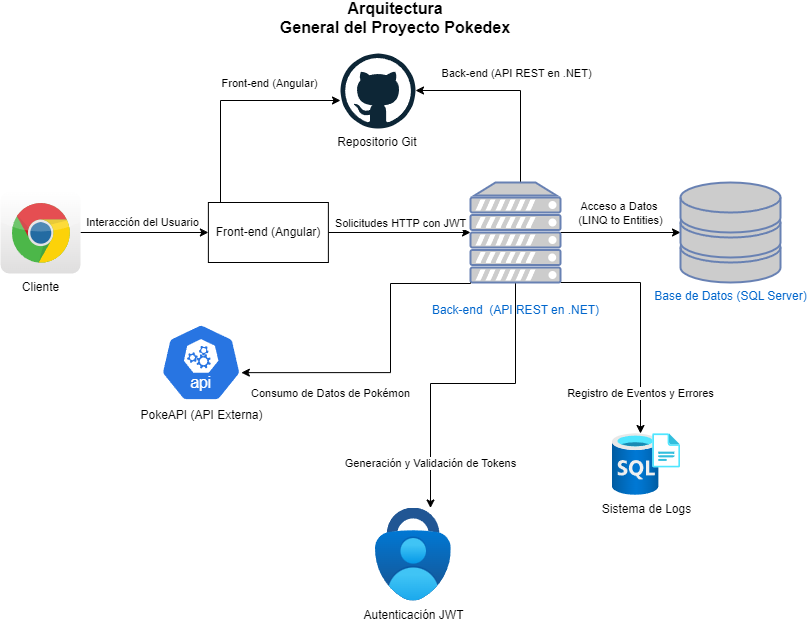 Arquitectura
General del Proyecto Pokedex
Front-end (Angular)
Back-end (API REST en .NET)
Repositorio Git
Interacción del Usuario
Front-end (Angular)
Solicitudes HTTP con JWT
Acceso a Datos
(LINQ to Entities)
Cliente
Back-end  (API REST en .NET)
Base de Datos (SQL Server)
api
Consumo de Datos de Pokémon
PokeAPI (API Externa)
Registro de Eventos y Errores
Generación y Validación de Tokens
SQL
Sistema de Logs
Autenticación JWT